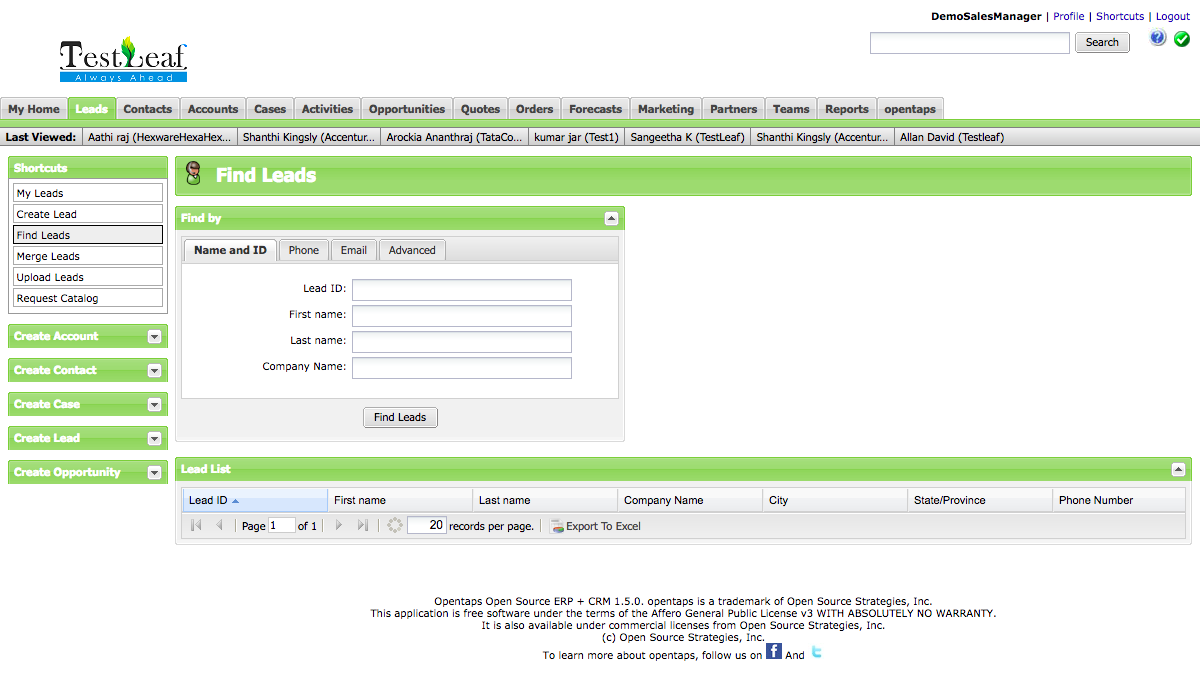 DemoSalesManager | Profile | Shortcuts | Logout
TestLeaf
Always Ahead
Search
?
My Home Leads Contacts Accounts Cases Activities Opportunities Quotes Orders Forecasts Marketing Partners Teams Reports opentaps
Last Viewed: Aathi raj (HexwareHexaHex... Shanthi Kingsly (Accentur... Arockia Ananthraj (TataCo... kumar jar (Test1) Sangeetha K (TestLeaf) Shanthi Kingsly (Accentur... Allan David (Testleaf)
Shortcuts
My Leads
Create Lead
Find Leads
Merge Leads
Upload Leads
Request Catalog
Create Account
Create Contact
Create Case
Create Lead
Create Opportunity
Find Leads
Find by
Name and ID Phone Email Advanced
Lead ID:
First name:
Last name:
Company Name:
Find Leads
Lead List
Lead ID First name Last name Company Name City State/Province Phone Number
Page 1 of 1 20 records per page. Export To Excel
Opentaps Open Source ERP + CRM 1.5.0. opentaps is a trademark of Open Source Strategies, Inc.
This application is free software under the terms of the Affero General Public License v3 WITH ABSOLUTELY NO WARRANTY.
It is also available under commercial licenses from Open Source Strategies, Inc.
(c) Open Source Strategies, Inc.
To learn more about opentaps, follow us on f And t